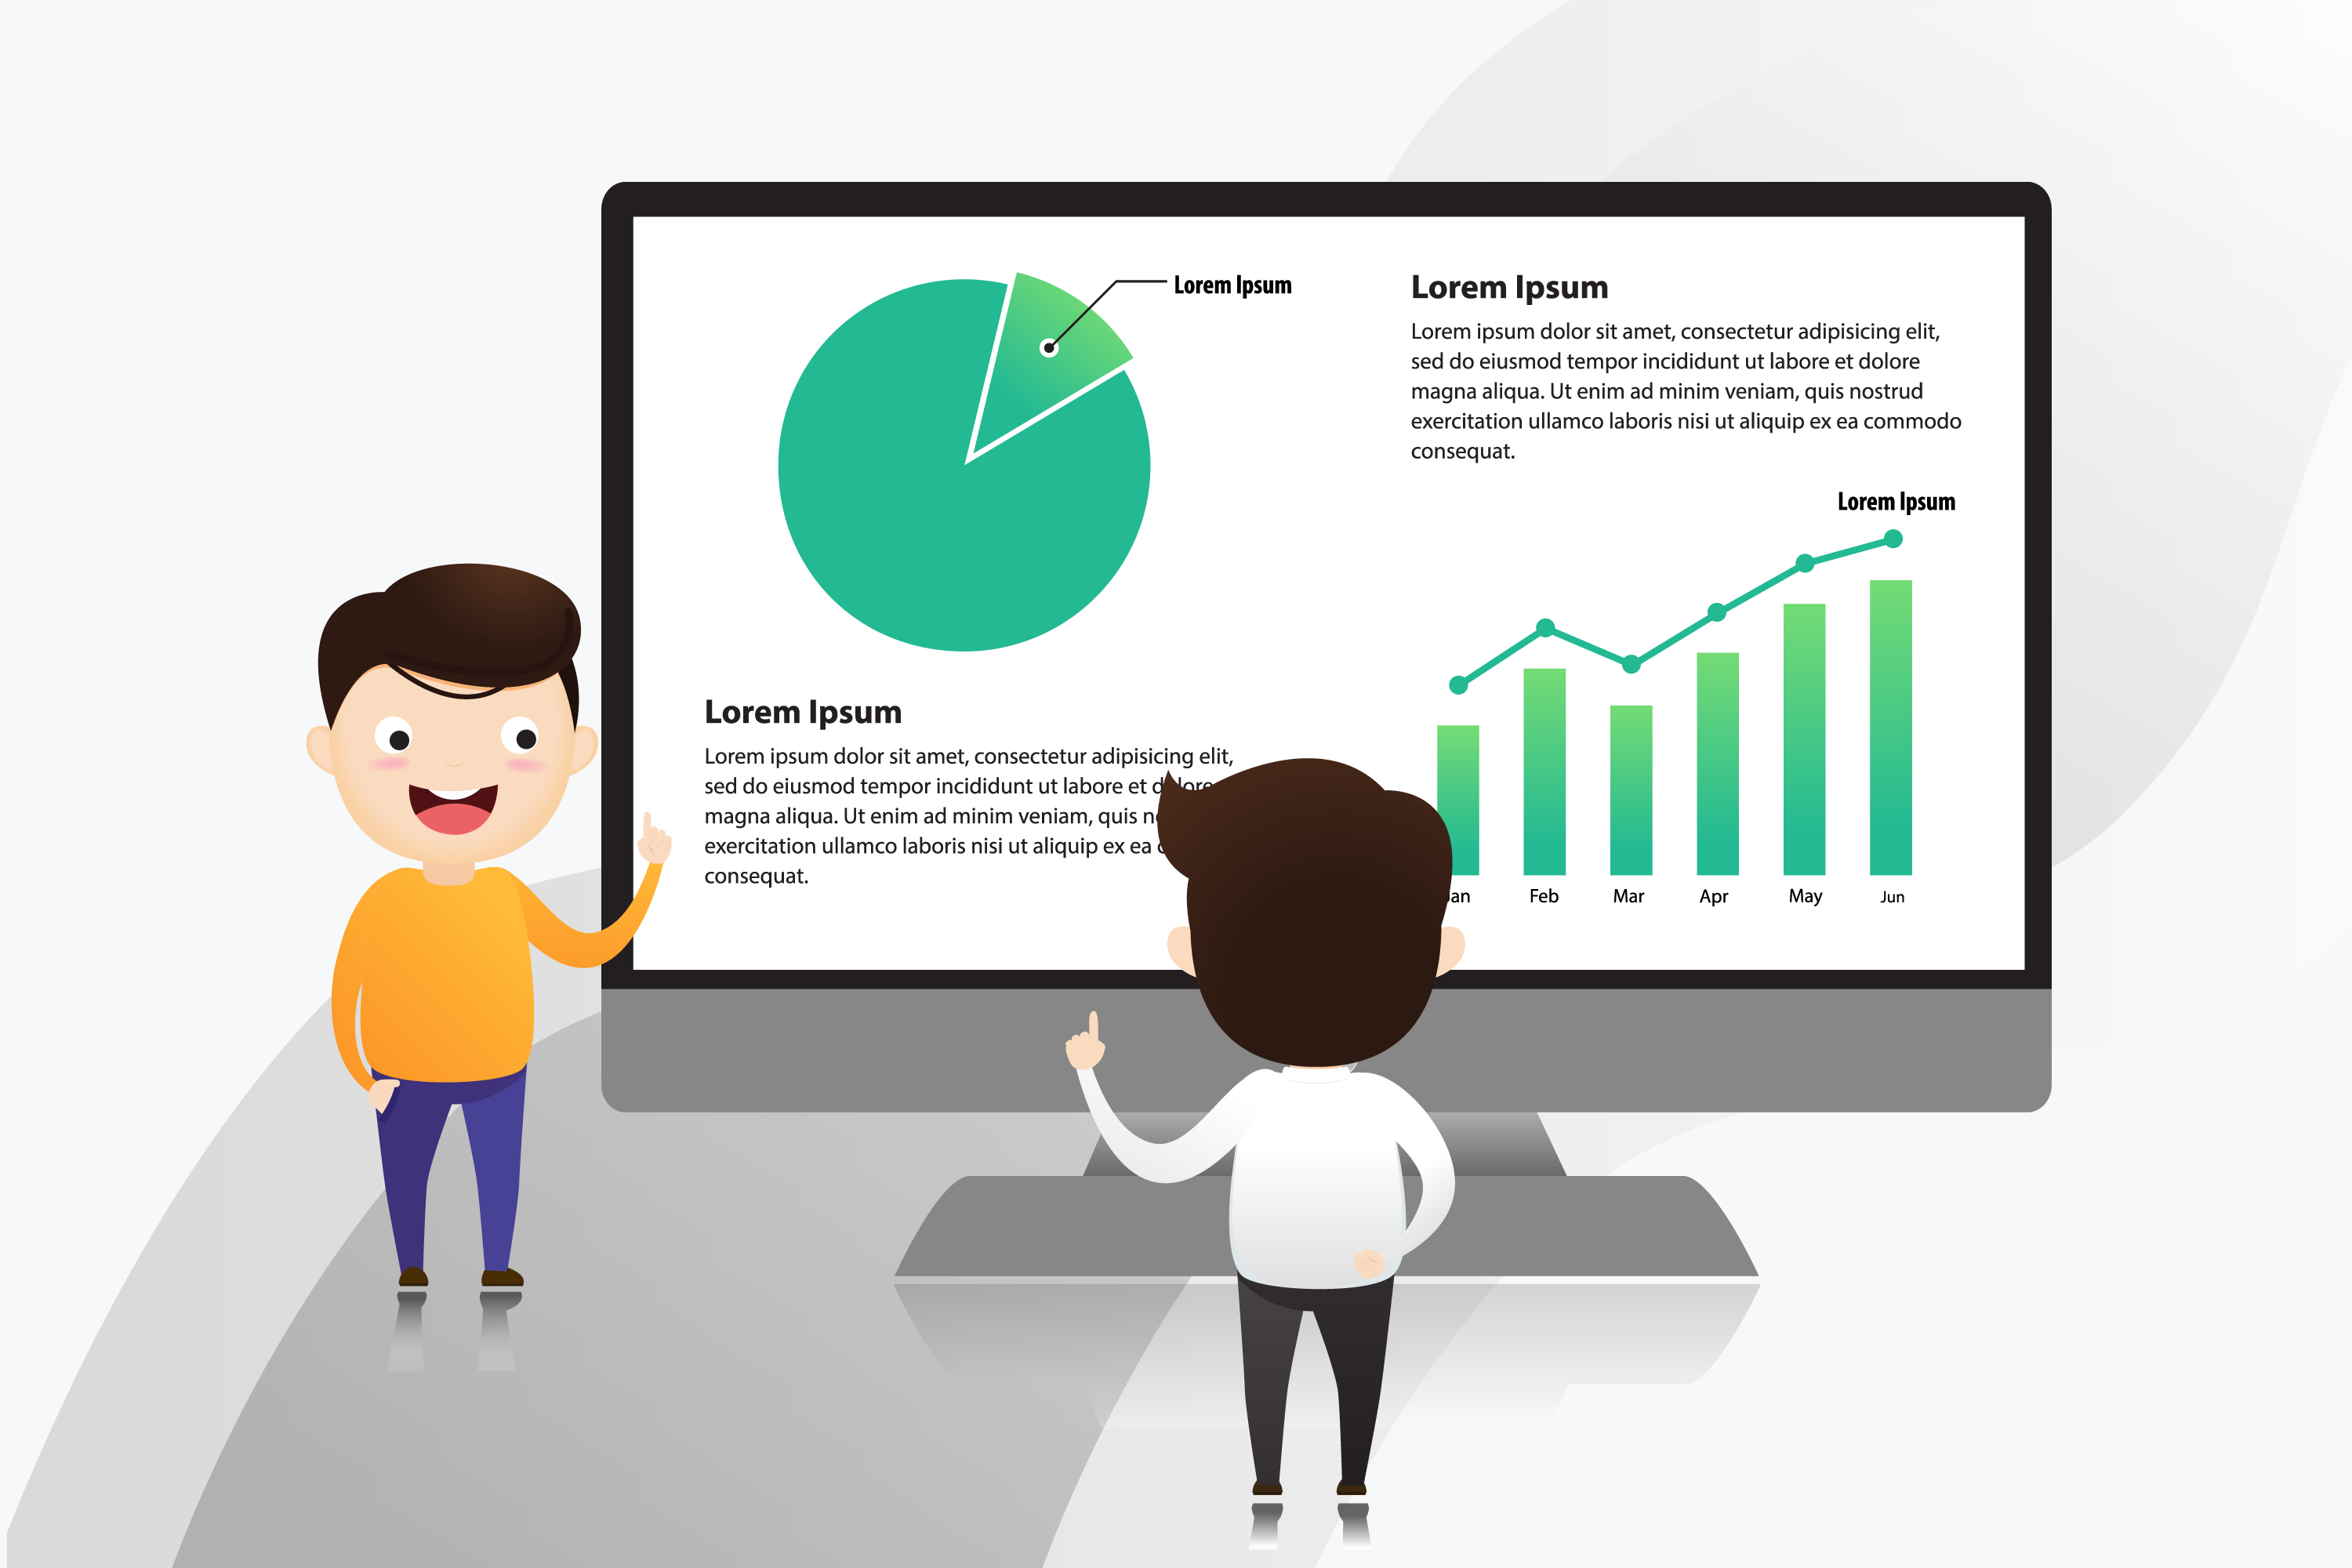 Lorem Ipsum
Lorem Ipsum
Lorem ipsum dolor sit amet, consectetur adipisicing elit,
sed do eiusmod tempor incididunt ut labore et dolore
magna aliqua. Ut enim ad minim veniam, quis nostrud
exercitation ullamco laboris nisi ut aliquip ex ea commodo
consequat.
Lorem Ipsum
Lorem ipsum dolor sit amet, consectetur adipisicing elit,
sed do eiusmod tempor incididunt ut labore et dolore
magna aliqua. Ut enim ad minim veniam, quis
exercitation ullamco laboris nisi ut aliquip ex ea
consequat.
Lorem Ipsum
Jan Feb Mar Apr May Jun